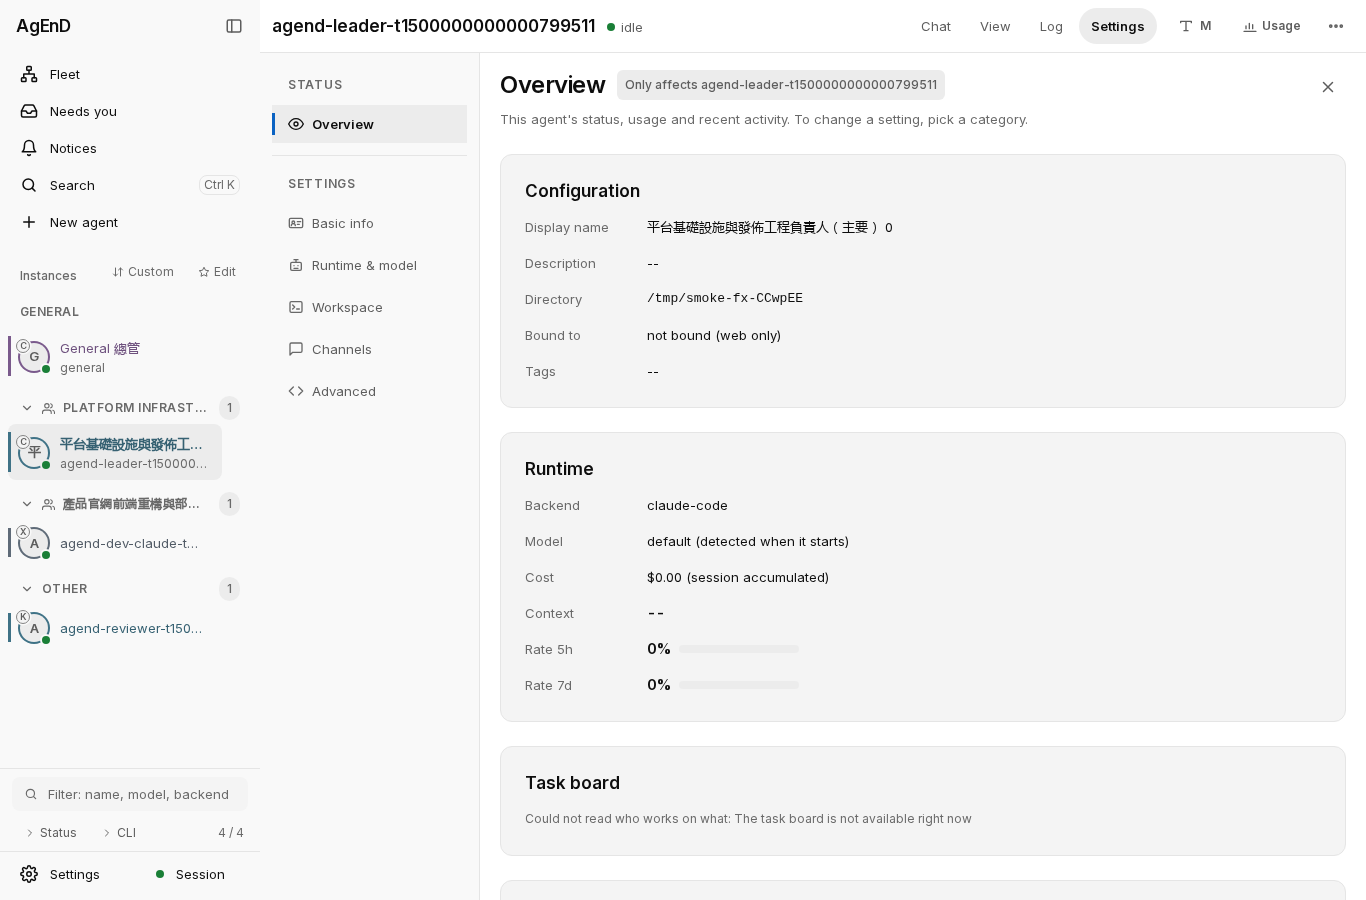 AgEnD
Fleet
Needs you
Notices
Search
Ctrl K
New agent
Instances
Custom
Edit
GENERAL
C
G
General 總管
general
PLATFORM INFRAST...
1
C
平
平台基礎設施與發佈工...
agend-leader-t150000...
產品官網前端重構與部...
1
X
A
agend-dev-claude-t...
OTHER
1
K
A
agend-reviewer-t150...
Filter: name, model, backend
Status
CLI
4 / 4
Settings
Session
agend-leader-t1500000000000799511
idle
Chat
View
Log
Settings
M
Usage
STATUS
Overview
SETTINGS
Basic info
Runtime & model
Workspace
Channels
Advanced
Overview
Only affects agend-leader-t1500000000000799511
This agent's status, usage and recent activity. To change a setting, pick a category.
Configuration
Display name 平台基礎設施與發佈工程負責人（主要）0
Description --
Directory /tmp/smoke-fx-CCwpEE
Bound to not bound (web only)
Tags --
Runtime
Backend claude-code
Model default (detected when it starts)
Cost $0.00 (session accumulated)
Context --
Rate 5h 0%
Rate 7d 0%
Task board
Could not read who works on what: The task board is not available right now